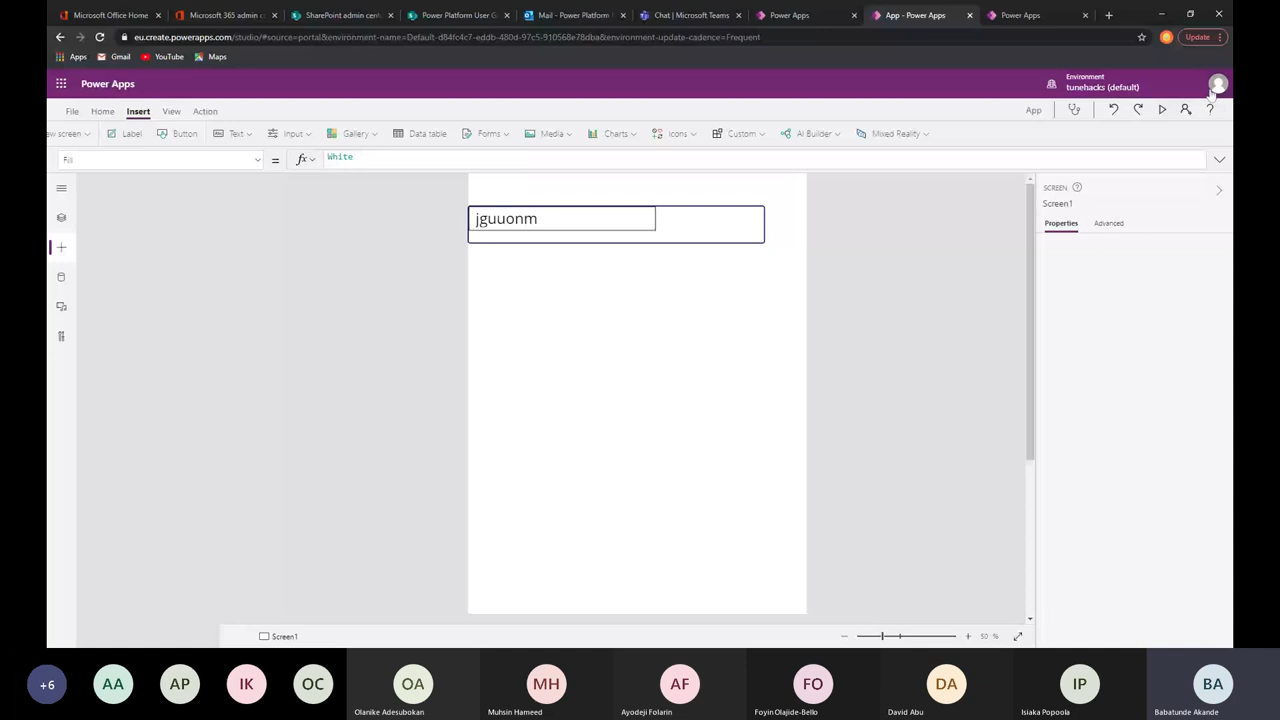 Microsoft Office Home
Microsoft 365 admin c
SharePoint admin cent
Power Platform User G
Mail - Power Platform
Chat | Microsoft Teams
Power Apps
App - Power Apps
Power Apps
eu.create.powerapps.com/studio/#source=portal&environment-name=Default-d84fc4c7-eddb-480d-97c5-910568e78dba&environment-update-cadence=Frequent
Update
Apps
Gmail
YouTube
Maps
Power Apps
Environment
tunehacks (default)
File
Home
Insert
View
Action
App
ew screen
Label
Button
Text
Input
Gallery
Data table
Forms
Media
Charts
Icons
Custom
AI Builder
Mixed Reality
Fill
=
fx
White
SCREEN
Screen1
Properties
Advanced
jguuonm
Screen1
50 %
+6
AA
AP
IK
OC
OA
Olanike Adesubokan
MH
Muhsin Hameed
AF
Ayodeji Folarin
FO
Foyin Olajide-Bello
DA
David Abu
IP
Isiaka Popoola
BA
Babatunde Akande